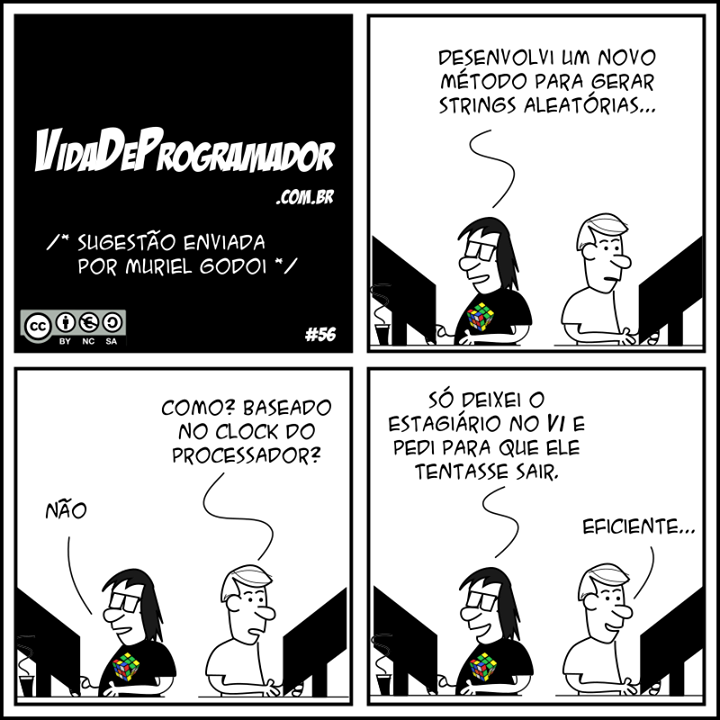 VIDADEPROGRAMADOR
.COM.BR
/* SUGESTÃO ENVIADA
POR MURIEL GODOI */
CC
BY NC SA
#56
DESENVOLVI UM NOVO
MÉTODO PARA GERAR
STRINGS ALEATÓRIAS...
COMO? BASEADO
NO CLOCK DO
PROCESSADOR?
NÃO
SÓ DEIXEI O
ESTAGIÁRIO NO VI E
PEDI PARA QUE ELE
TENTASSE SAIR.
EFICIENTE...